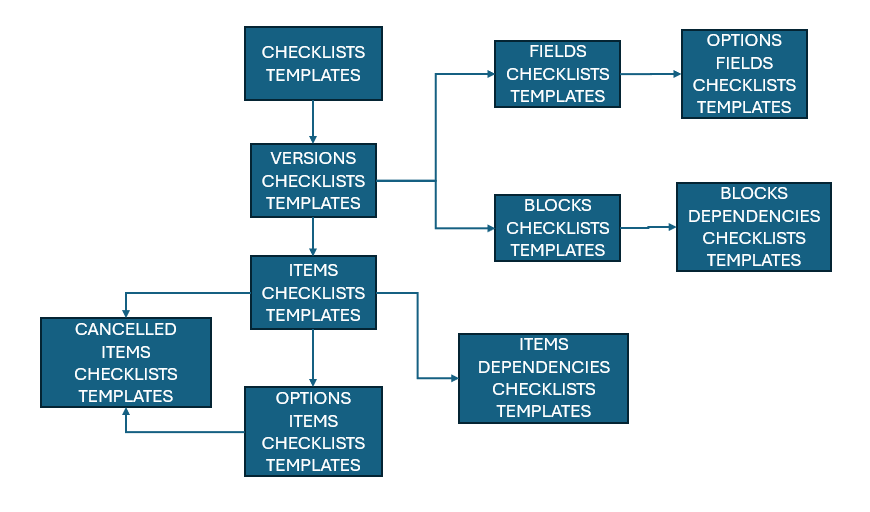 CHECKLISTS
TEMPLATES
FIELDS
CHECKLISTS
TEMPLATES
OPTIONS
FIELDS
CHECKLISTS
TEMPLATES
VERSIONS
CHECKLISTS
TEMPLATES
BLOCKS
CHECKLISTS
TEMPLATES
BLOCKS
DEPENDENCIES
CHECKLISTS
TEMPLATES
ITEMS
CHECKLISTS
TEMPLATES
CANCELLED
ITEMS
CHECKLISTS
TEMPLATES
ITEMS
DEPENDENCIES
CHECKLISTS
TEMPLATES
OPTIONS
ITEMS
CHECKLISTS
TEMPLATES